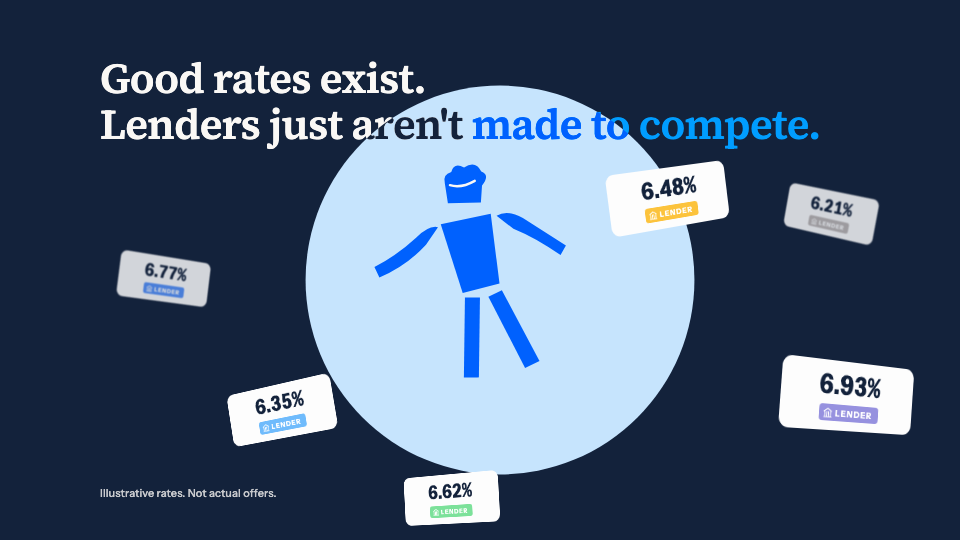 Good rates exist.
Lenders just aren't made to compete.
6.48%
LENDER
6.21%
LENDER
6.77%
LENDER
6.93%
LENDER
6.35%
LENDER
6.62%
LENDER
Illustrative rates. Not actual offers.